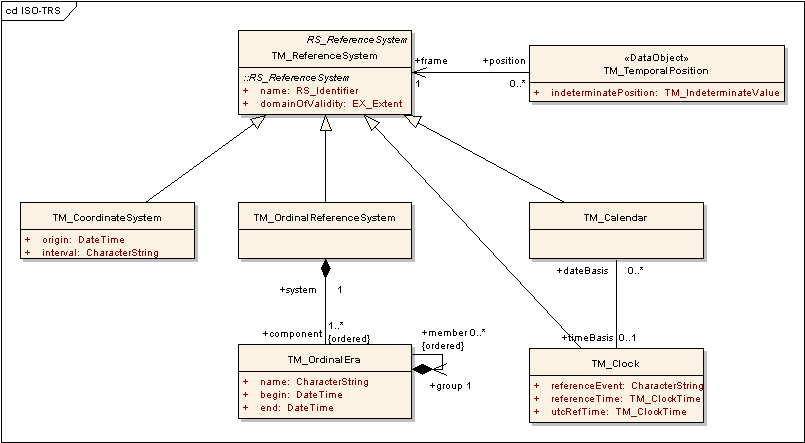 cd ISO-TRS
RS_ReferenceSystem
TM_ReferenceSystem
::RS_ReferenceSystem
+ name: RS_Identifier
+ domainOfValidity: EX_Extent
+frame
+position
1
0..*
«DataObject»
TM_TemporalPosition
+ indeterminatePosition: TM_IndeterminateValue
TM_CoordinateSystem
+ origin: DateTime
+ interval: CharacterString
TM_OrdinalReferenceSystem
TM_Calendar
+system
1
+dateBasis
0..*
+component
1..*
{ordered}
+member 0..*
{ordered}
+group 1
+timeBasis
0..1
TM_OrdinalEra
+ name: CharacterString
+ begin: DateTime
+ end: DateTime
TM_Clock
+ referenceEvent: CharacterString
+ referenceTime: TM_ClockTime
+ utcRefTime: TM_ClockTime